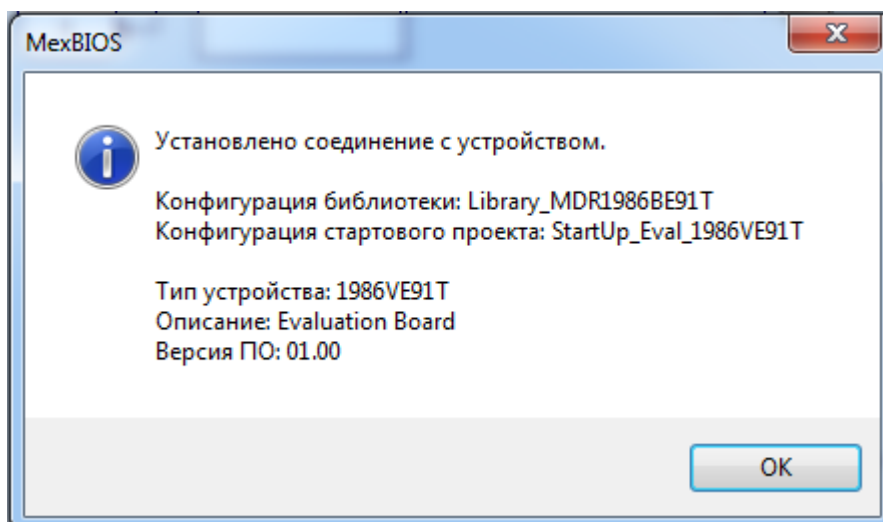 MexBIOS
Установлено соединение с устройством.
Конфигурация библиотеки: Library_MDR1986BE91T
Конфигурация стартового проекта: StartUp_Eval_1986VE91T
Тип устройства: 1986VE91T
Описание: Evaluation Board
Версия ПО: 01.00
OK